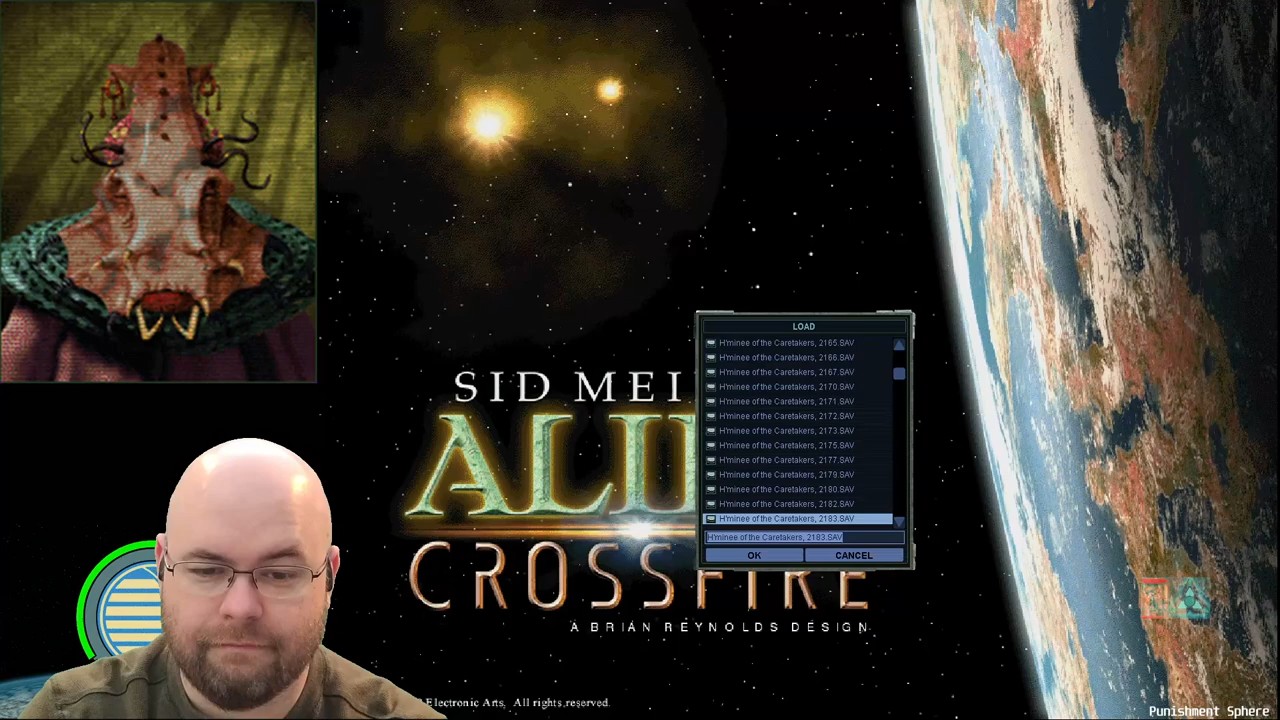 SID MEI
ALI
CROSSFIRE
A BRIAN REYNOLDS DESIGN
LOAD
H'minee of the Caretakers, 2165.SAV
H'minee of the Caretakers, 2166.SAV
H'minee of the Caretakers, 2167.SAV
H'minee of the Caretakers, 2170.SAV
H'minee of the Caretakers, 2171.SAV
H'minee of the Caretakers, 2172.SAV
H'minee of the Caretakers, 2173.SAV
H'minee of the Caretakers, 2175.SAV
H'minee of the Caretakers, 2177.SAV
H'minee of the Caretakers, 2179.SAV
H'minee of the Caretakers, 2180.SAV
H'minee of the Caretakers, 2182.SAV
H'minee of the Caretakers, 2183.SAV
H'minee of the Caretakers, 2183.SAV
OK CANCEL
Electronic Arts, All rights reserved.
Punishment Sphere